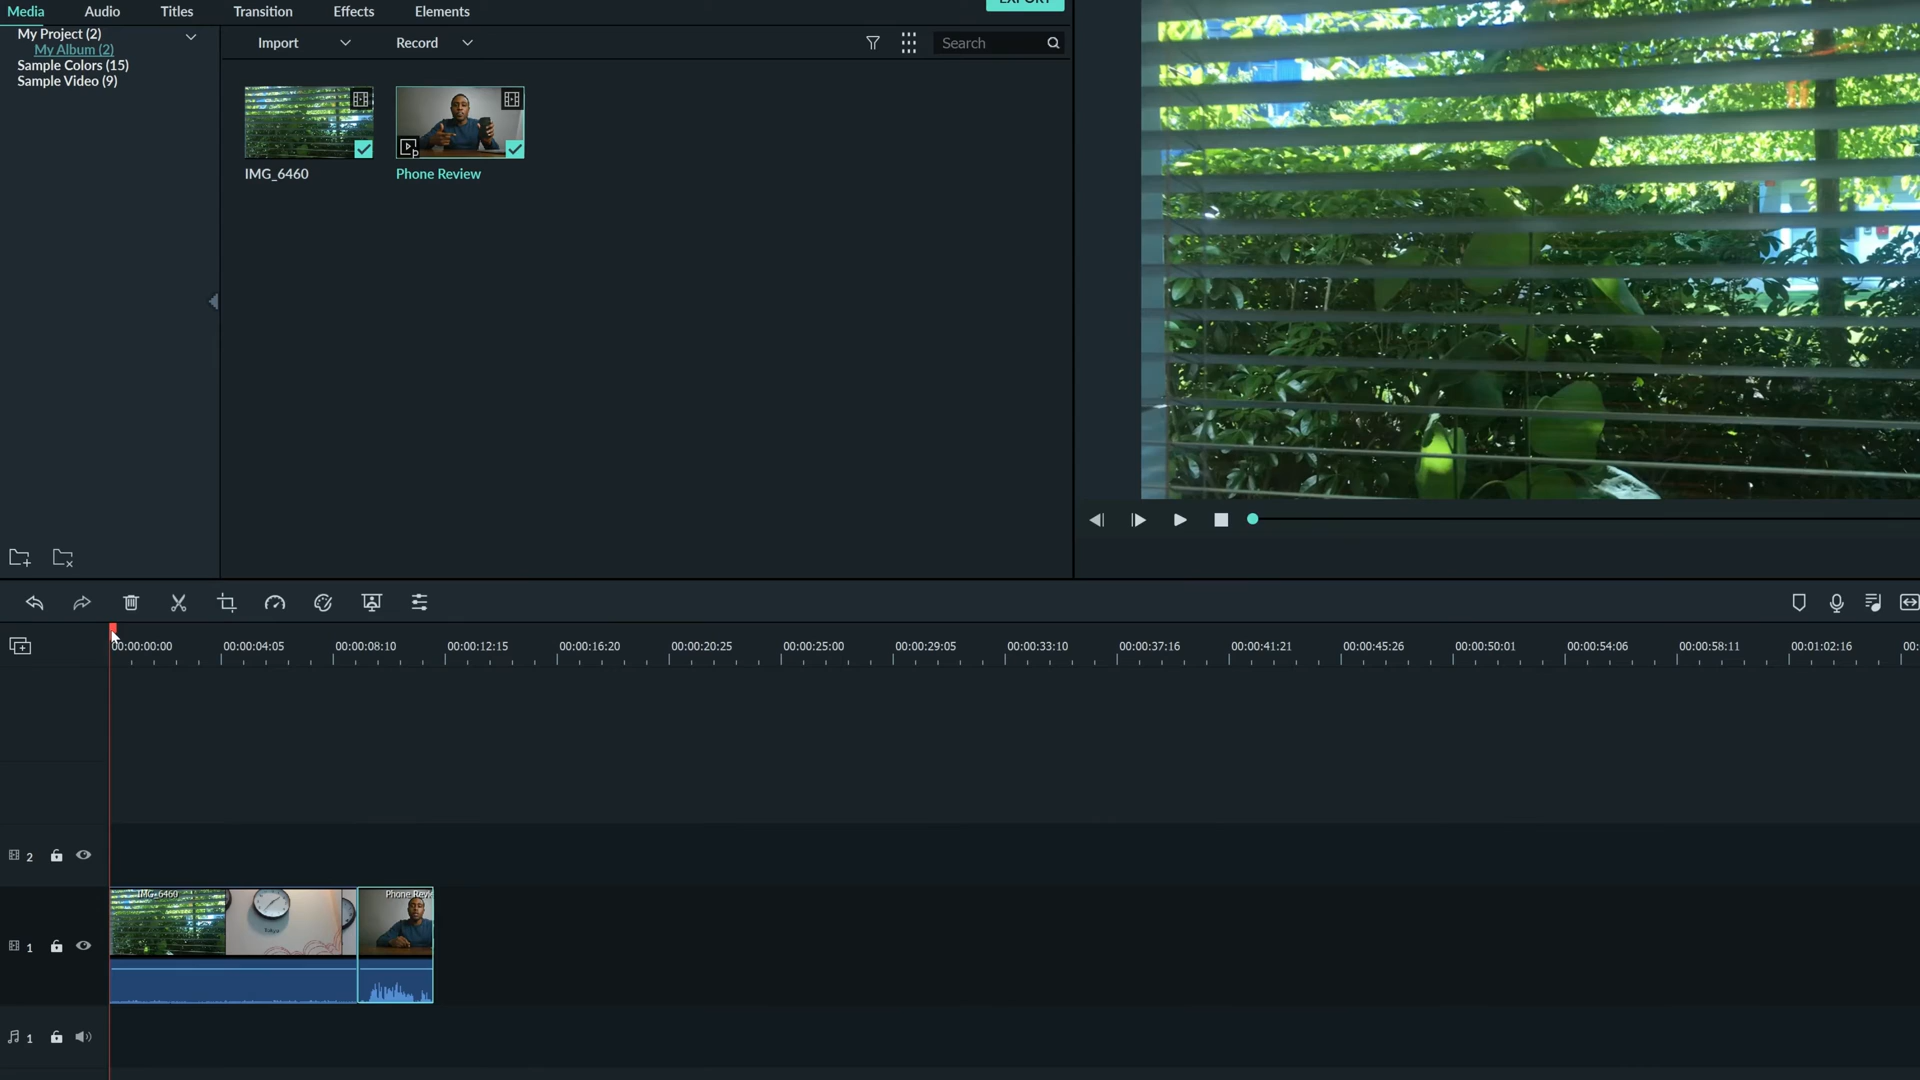 Media Audio Titles Transition Effects Elements EXPORT
My Project (2)
My Album (2)
Sample Colors (15)
Sample Video (9)
Import Record Search
IMG_6460 Phone Review
00:00:00:00 00:00:04:05 00:00:08:10 00:00:12:15 00:00:16:20 00:00:20:25 00:00:25:00 00:00:29:05 00:00:33:10 00:00:37:16 00:00:41:21 00:00:45:26 00:00:50:01 00:00:54:06 00:00:58:11 00:01:02:16 00:
2
IMG_6460 Phone Revi
1
1